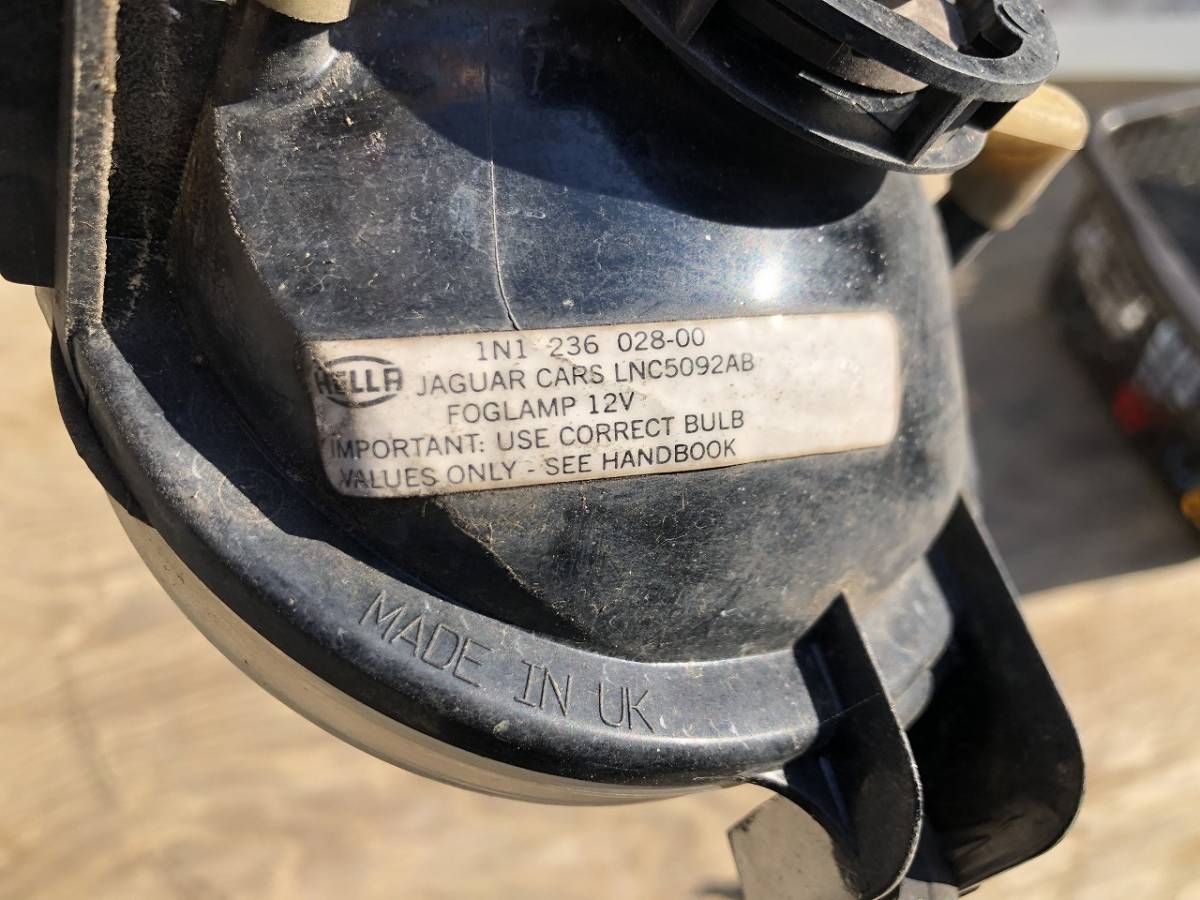 1N1 236 028-00
HELLA JAGUAR CARS LNC5092AB
FOGLAMP 12V
IMPORTANT: USE CORRECT BULB
VALUES ONLY - SEE HANDBOOK
MADE IN UK